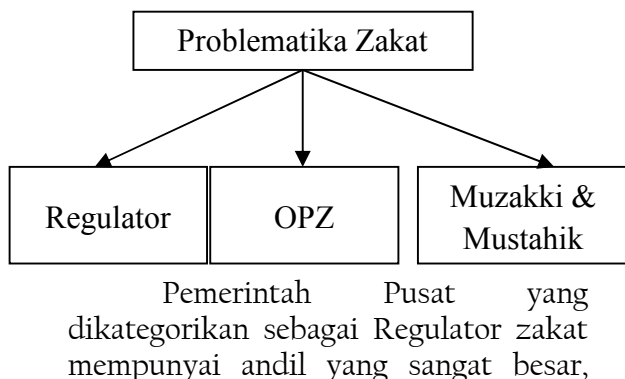 Problematika Zakat
Regulator
OPZ
Muzakki &
Mustahik
Pemerintah Pusat yang
dikategorikan sebagai Regulator zakat
mempunyai andil yang sangat besar,